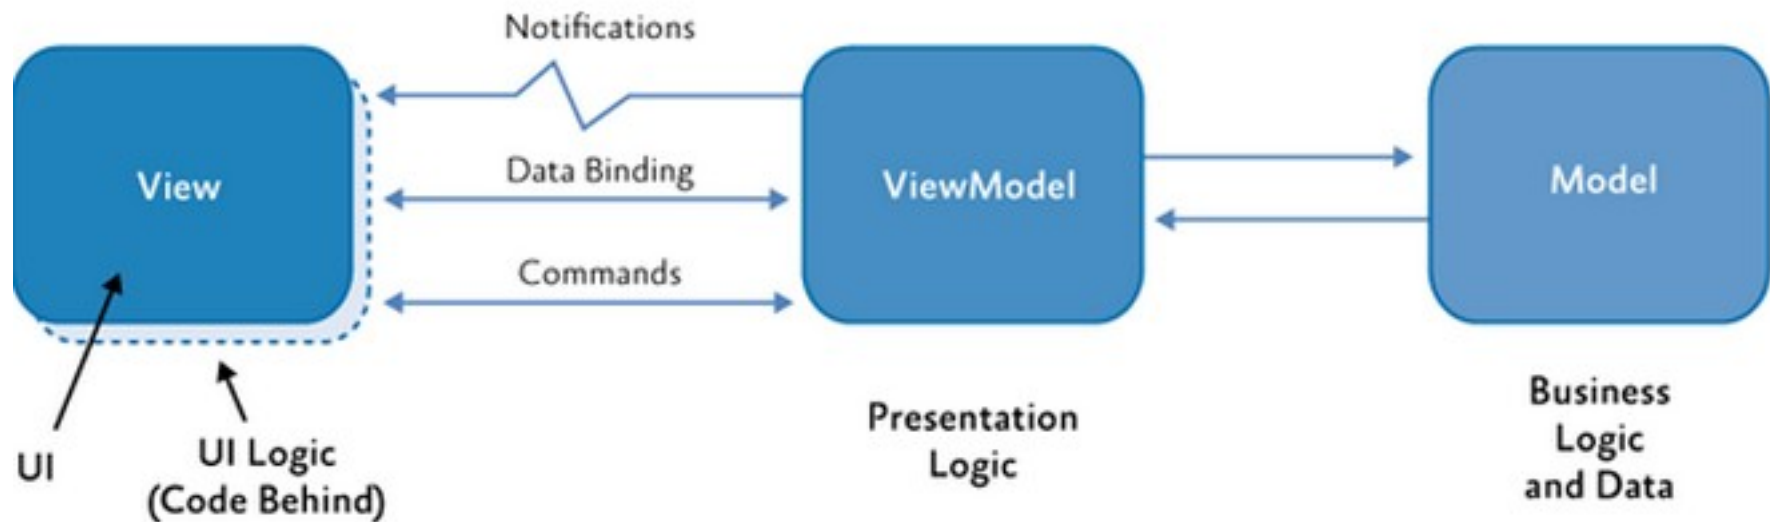 Notifications
View
Data Binding
ViewModel
Model
Commands
UI
UI Logic
(Code Behind)
Presentation
Logic
Business
Logic
and Data